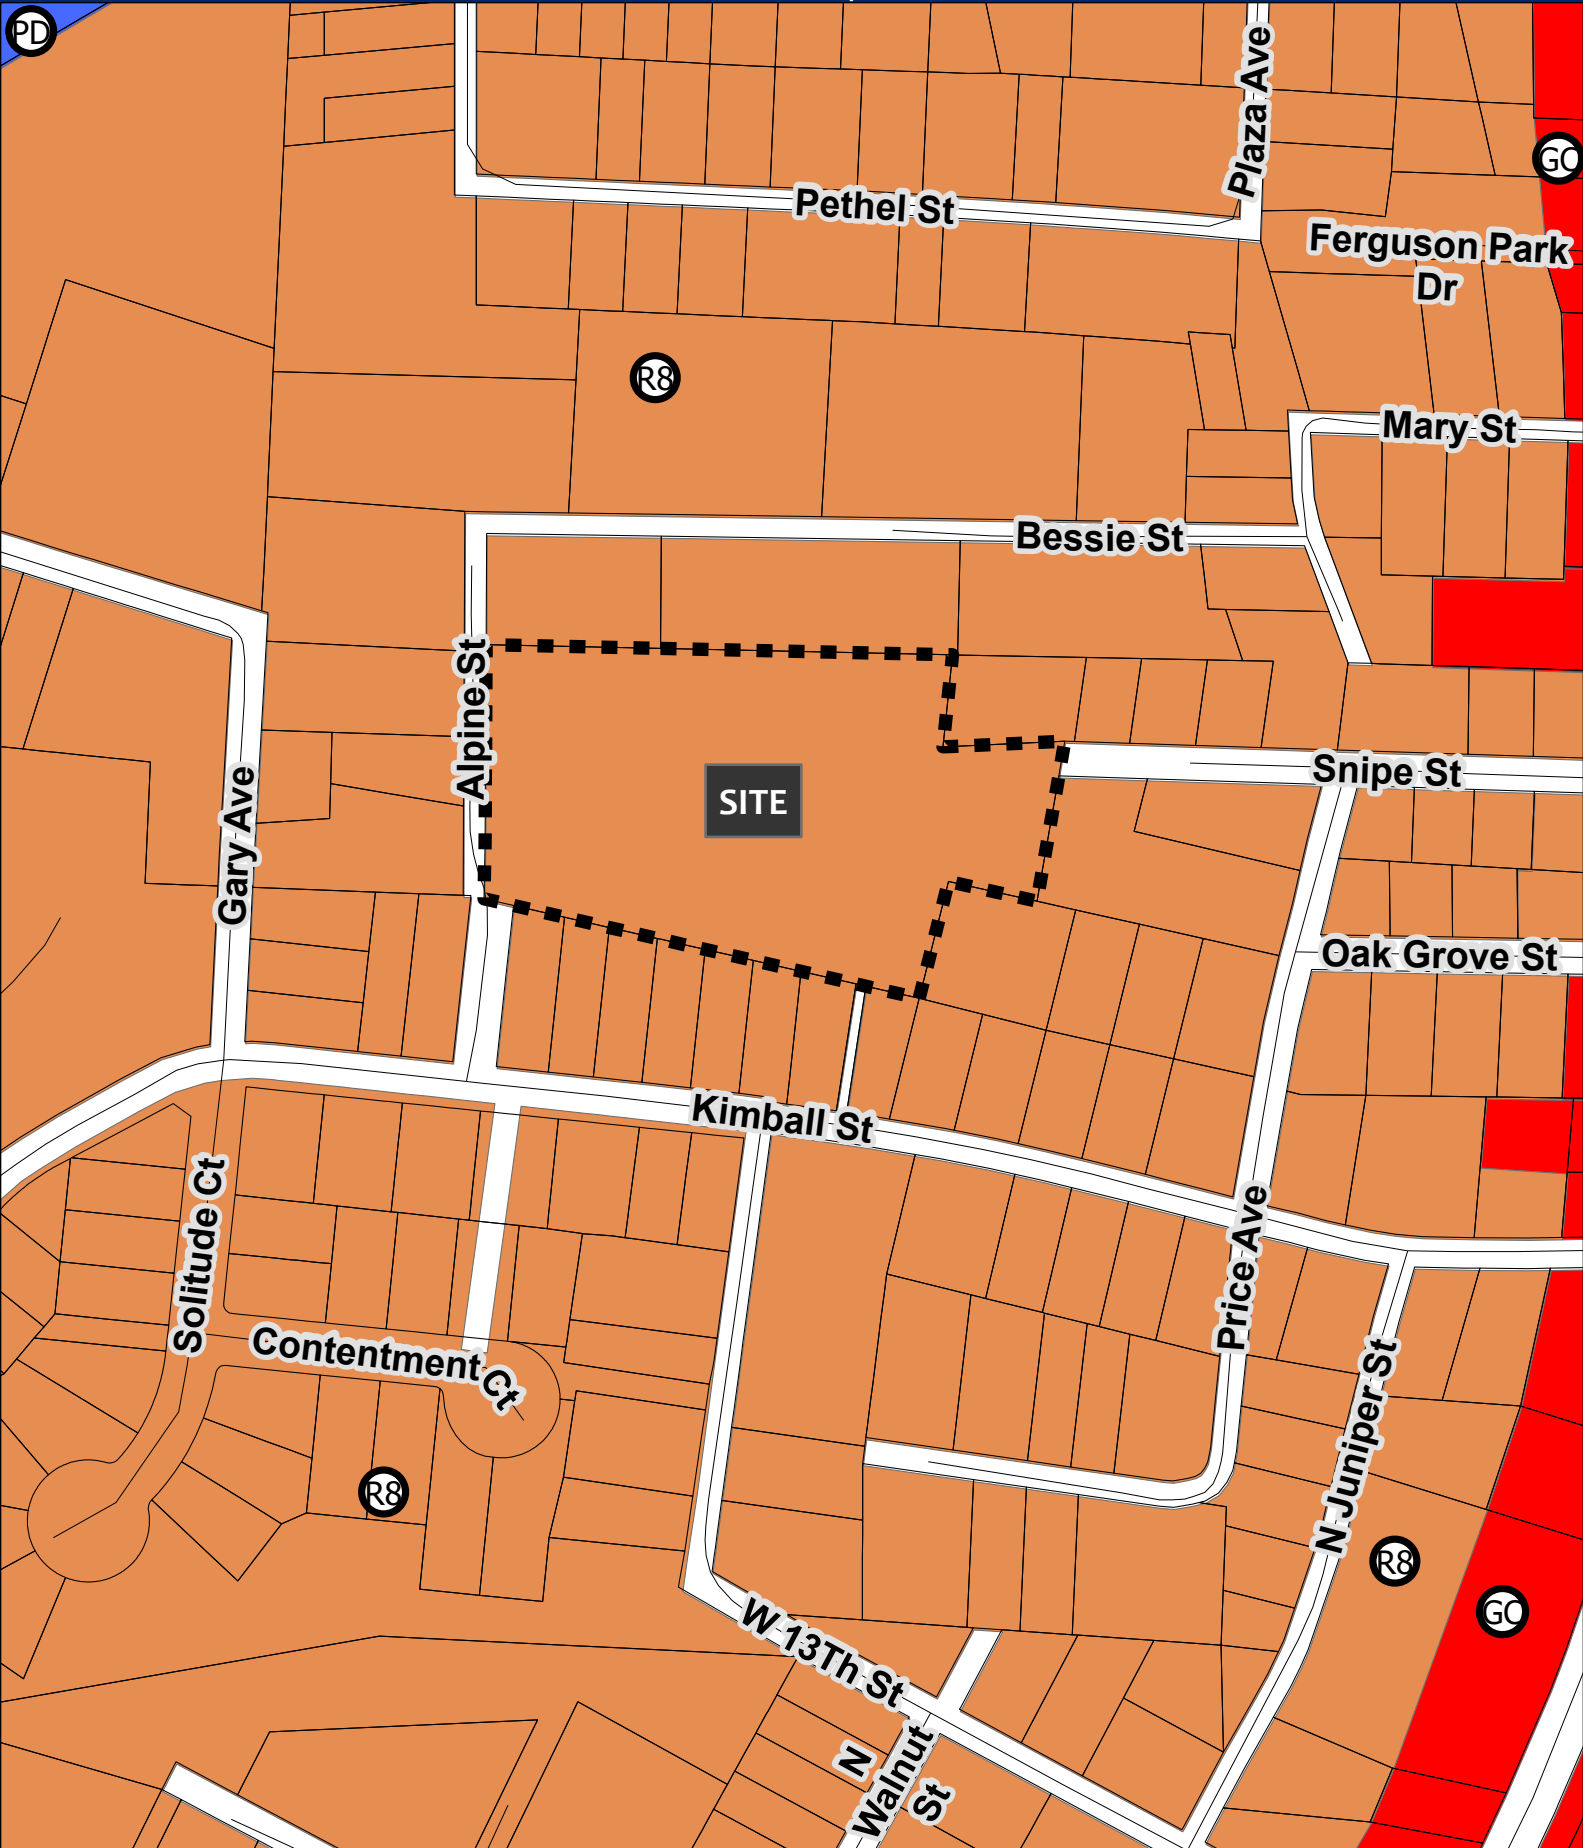 PD
Plaza Ave
GC
Pethel St
Ferguson Park
Dr
R8
Mary St
Bessie St
Alpine St
SITE
Snipe St
Gary Ave
Oak Grove St
Kimball St
Solitude Ct
Price Ave
Contentment Ct
N Juniper St
R8
R8
GC
W 13Th St
N
Walnut
St